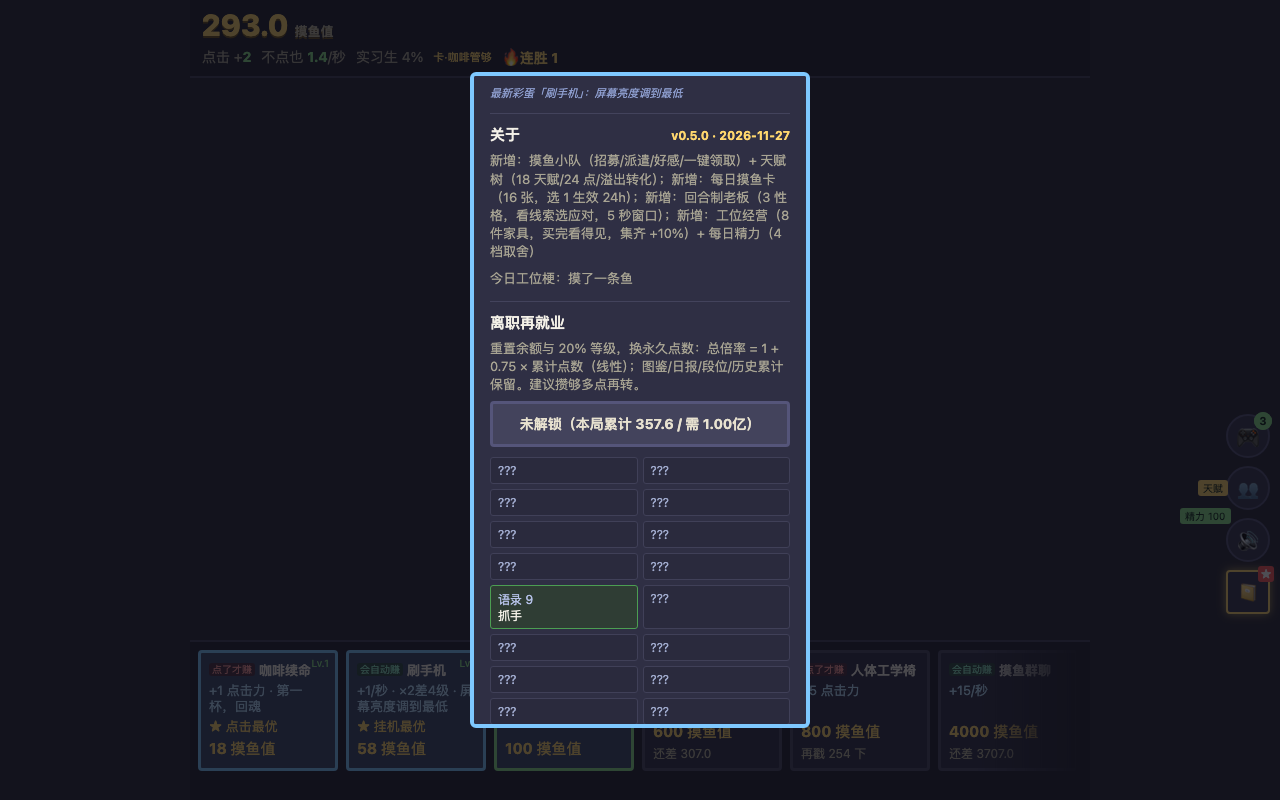 293.0 摸鱼值
点击 +2 不点也 1.4/秒 实习生 4% 卡·咖啡管够 🔥连胜 1
最新彩蛋「刷手机」：屏幕亮度调到最低
关于 v0.5.0 · 2026-11-27
新增：摸鱼小队（招募/派遣/好感/一键领取）+ 天赋
树（18 天赋/24 点/溢出转化）；新增：每日摸鱼卡
（16 张，选 1 生效 24h）；新增：回合制老板（3 性
格，看线索选应对，5 秒窗口）；新增：工位经营（8
件家具，买完看得见，集齐 +10%）+ 每日精力（4
档取舍）
今日工位梗：摸了一条鱼
离职再就业
重置余额与 20% 等级，换永久点数：总倍率 = 1 +
0.75 × 累计点数（线性）；图鉴/日报/段位/历史累计
保留。建议攒够多点再转。
未解锁（本局累计 357.6 / 需 1.00亿）
??? ???
??? ???
??? ???
??? ???
语录 9 ???
抓手
??? ???
??? ???
??? ???
3
天赋
精力 100
点了才赚 咖啡续命 Lv.1
+1 点击力 · 第一
杯，回魂
★ 点击最优
18 摸鱼值
会自动赚 刷手机
+1/秒 · ×2差4级 · 屏
幕亮度调到最低
★ 挂机最优
58 摸鱼值
100 摸鱼值
600 摸鱼值
还差 307.0
人体工学椅
点击力
800 摸鱼值
再戳 254 下
会自动赚 摸鱼群聊
+15/秒
4000 摸鱼值
还差 3707.0